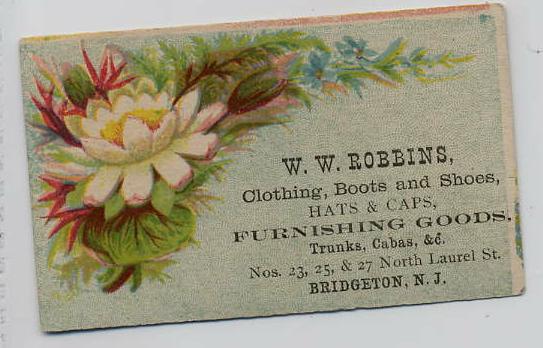 W. W. ROBBINS,
Clothing, Boots and Shoes,
HATS & CAPS,
FURNISHING GOODS.
Trunks, Cabas, &c.
Nos. 23, 25, & 27 North Laurel St.
BRIDGETON, N. J.